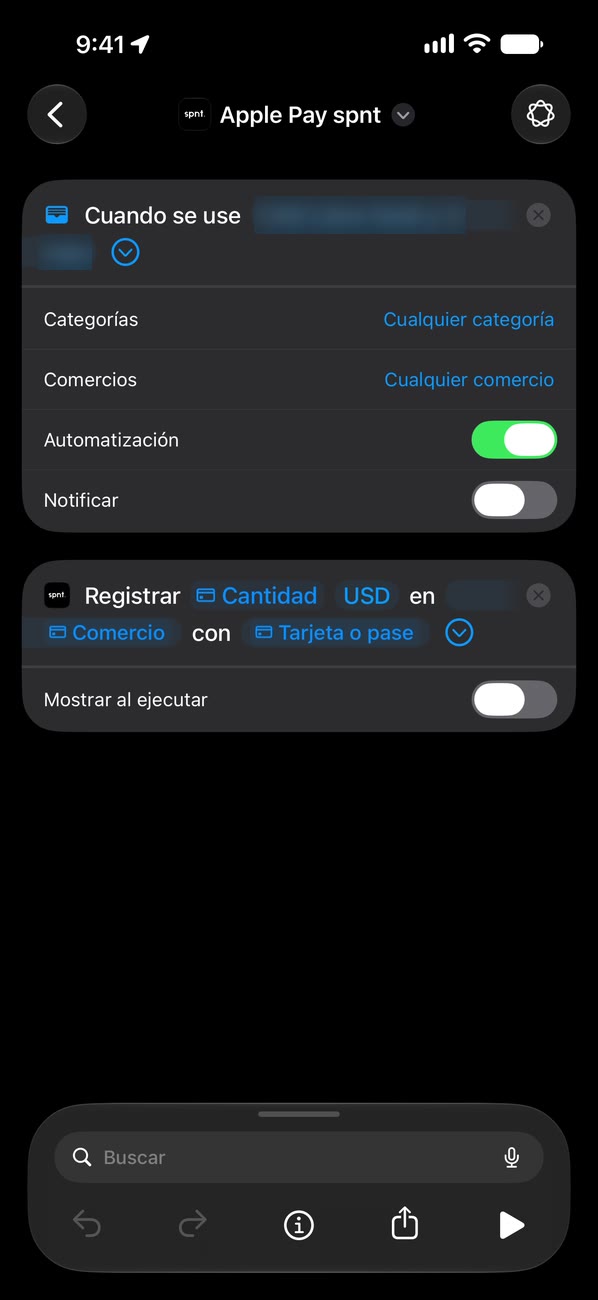 9:41
spnt. Apple Pay spnt
Cuando se use
Categorías Cualquier categoría
Comercios Cualquier comercio
Automatización
Notificar
spnt. Registrar Cantidad USD en
Comercio con Tarjeta o pase
Mostrar al ejecutar
Buscar